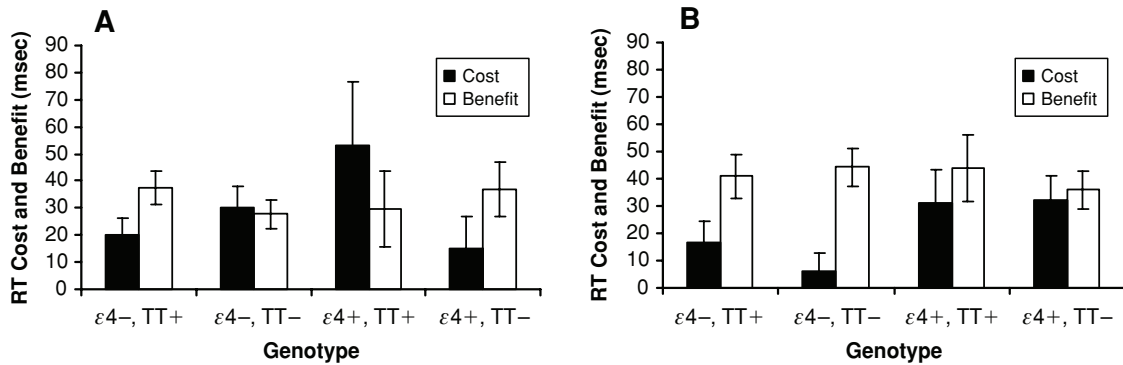 A
RT Cost and Benefit (msec)
90
80
70
60
50
40
30
20
10
0
Cost
Benefit
ε4−, TT+ ε4−, TT− ε4+, TT+ ε4+, TT−
Genotype
B
RT Cost and Benefit (msec)
90
80
70
60
50
40
30
20
10
0
Cost
Benefit
ε4−, TT+ ε4−, TT− ε4+, TT+ ε4+, TT−
Genotype